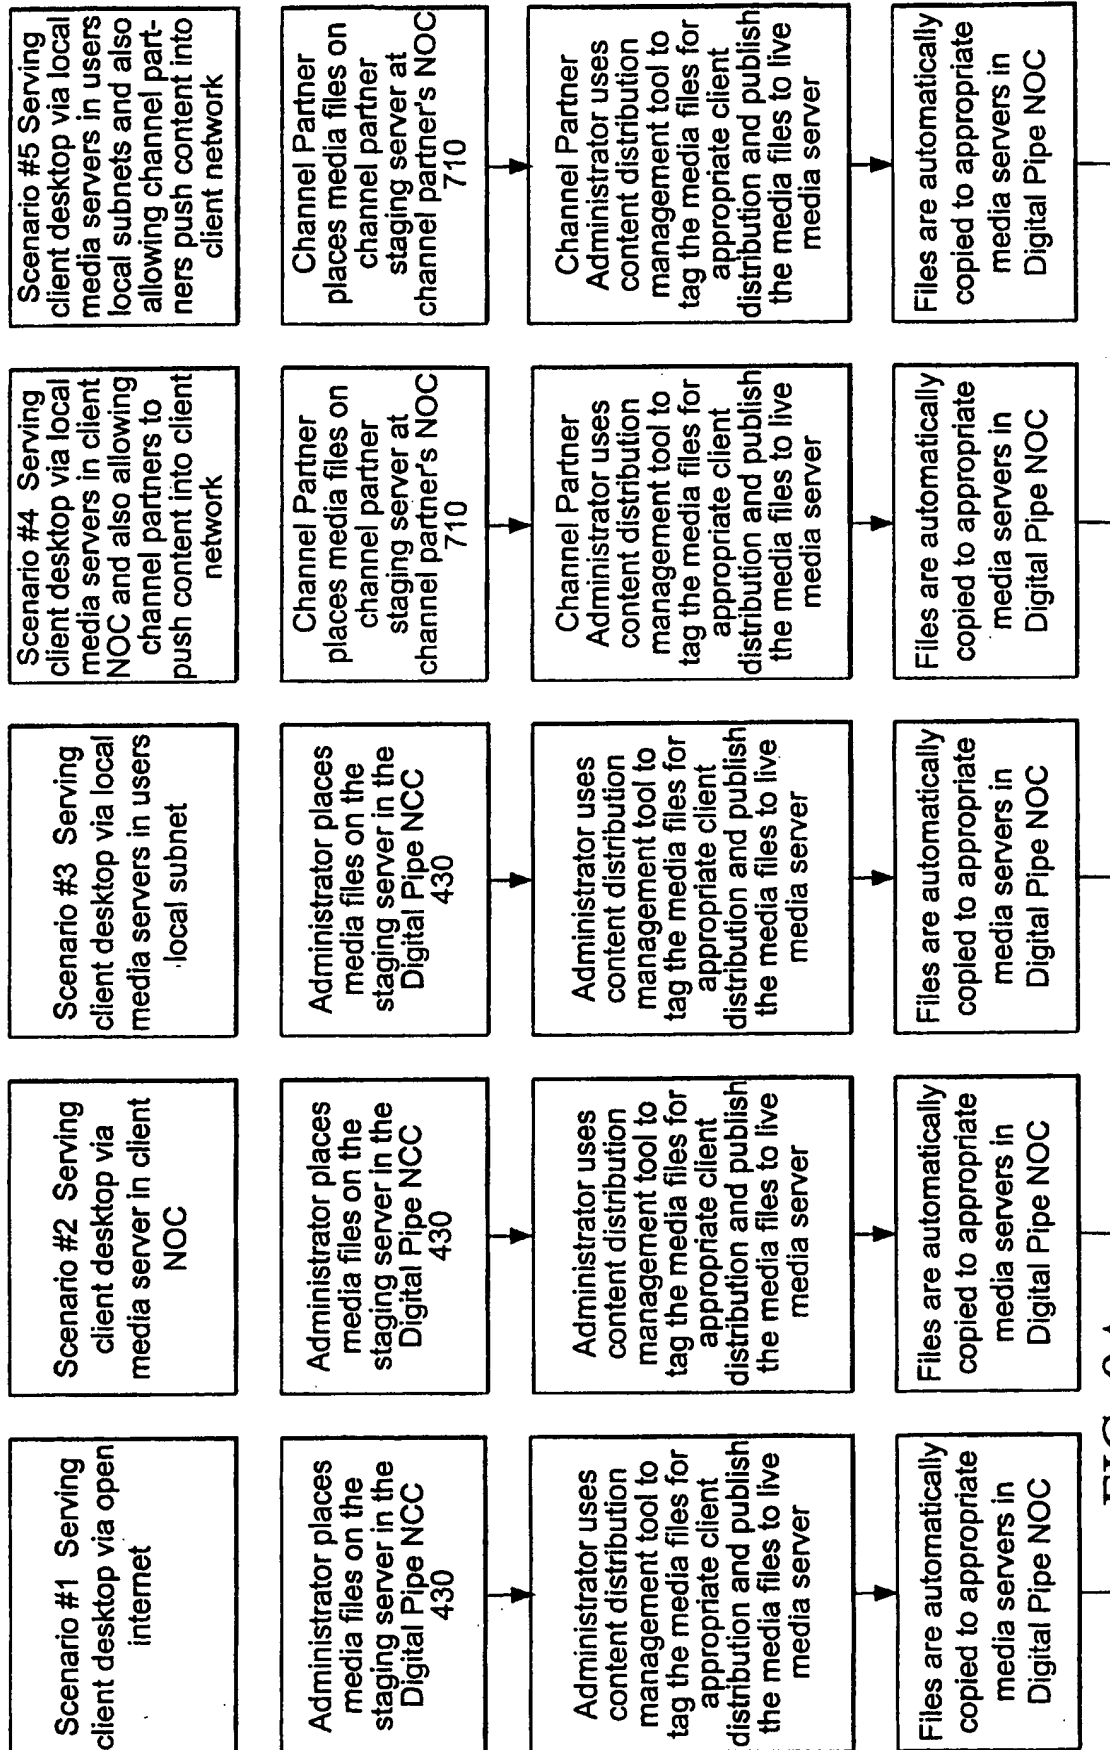 Scenario #1 Serving
client desktop via open
internet
Administrator places
media files on the
staging server in the
Digital Pipe NCC
430
Administrator uses
content distribution
management tool to
tag the media files for
appropriate client
distribution and publish
the media files to live
media server
Files are automatically
copied to appropriate
media servers in
Digital Pipe NOC
Scenario #2 Serving
client desktop via
media server in client
NOC
Administrator places
media files on the
staging server in the
Digital Pipe NCC
430
Administrator uses
content distribution
management tool to
tag the media files for
appropriate client
distribution and publish
the media files to live
media server
Files are automatically
copied to appropriate
media servers in
Digital Pipe NOC
Scenario #3 Serving
client desktop via local
media servers in users
local subnet
Administrator places
media files on the
staging server in the
Digital Pipe NCC
430
Administrator uses
content distribution
management tool to
tag the media files for
appropriate client
distribution and publish
the media files to live
media server
Files are automatically
copied to appropriate
media servers in
Digital Pipe NOC
Scenario #4 Serving
client desktop via local
media servers in client
NOC and also allowing
channel partners to
push content into client
network
Channel Partner
places media files on
channel partner
staging server at
channel partner's NOC
710
Channel Partner
Administrator uses
content distribution
management tool to
tag the media files for
appropriate client
distribution and publish
the media files to live
media server
Files are automatically
copied to appropriate
media servers in
Digital Pipe NOC
Scenario #5 Serving
client desktop via local
media servers in users
local subnets and also
allowing channel part-
ners push content into
client network
Channel Partner
places media files on
channel partner
staging server at
channel partner's NOC
710
Channel Partner
Administrator uses
content distribution
management tool to
tag the media files for
appropriate client
distribution and publish
the media files to live
media server
Files are automatically
copied to appropriate
media servers in
Digital Pipe NOC